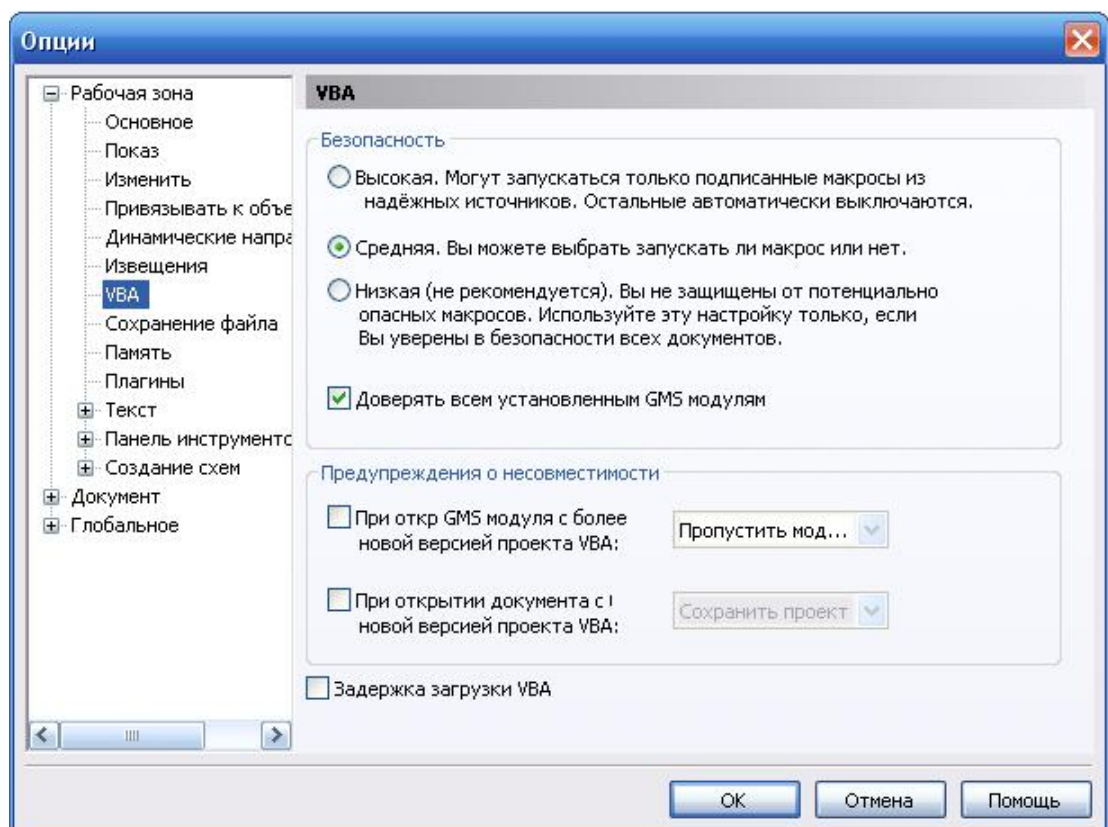 Опции
Рабочая зона
Основное
Показ
Изменить
Привязывать к объе
Динамические напра
Извещения
VBA
Сохранение файла
Память
Плагины
Текст
Панель инструментс
Создание схем
Документ
Глобальное
VBA
Безопасность
Высокая. Могут запускаться только подписанные макросы из
надёжных источников. Остальные автоматически выключаются.
Средняя. Вы можете выбрать запускать ли макрос или нет.
Низкая (не рекомендуется). Вы не защищены от потенциально
опасных макросов. Используйте эту настройку только, если
Вы уверены в безопасности всех документов.
Доверять всем установленным GMS модулям
Предупреждения о несовместимости
При откр GMS модуля с более
новой версией проекта VBA:
Пропустить мод...
При открытии документа с
новой версией проекта VBA:
Сохранить проект
Задержка загрузки VBA
ОК
Отмена
Помощь